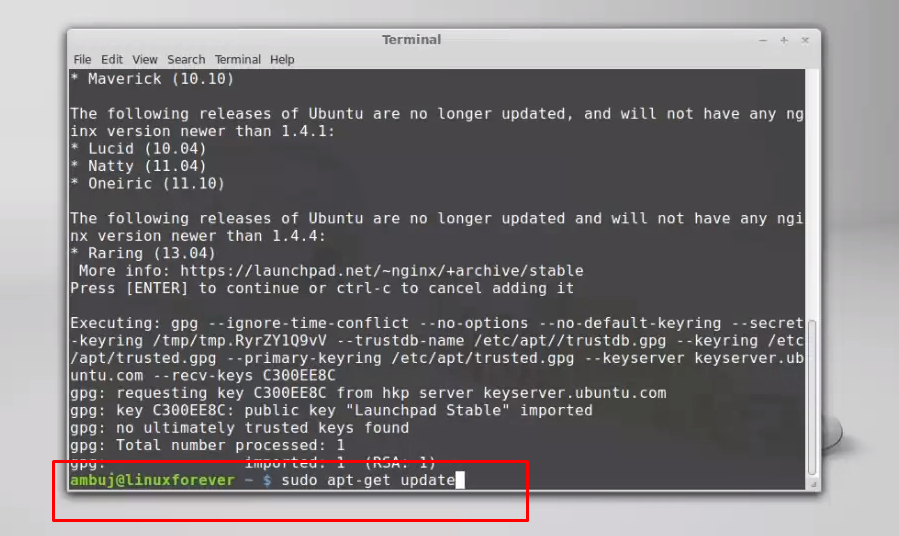 Terminal
File Edit View Search Terminal Help
* Maverick (10.10)
The following releases of Ubuntu are no longer updated, and will not have any ng
inx version newer than 1.4.1:
* Lucid (10.04)
* Natty (11.04)
* Oneiric (11.10)
The following releases of Ubuntu are no longer updated and will not have any ngi
nx version newer than 1.4.4:
* Raring (13.04)
More info: https://launchpad.net/~nginx/+archive/stable
Press [ENTER] to continue or ctrl-c to cancel adding it
Executing: gpg --ignore-time-conflict --no-options --no-default-keyring --secret
-keyring /tmp/tmp.RyrZY1Q9vV --trustdb-name /etc/apt//trustdb.gpg --keyring /etc
/apt/trusted.gpg --primary-keyring /etc/apt/trusted.gpg --keyserver keyserver.ub
untu.com --recv-keys C300EE8C
gpg: requesting key C300EE8C from hkp server keyserver.ubuntu.com
gpg: key C300EE8C: public key "Launchpad Stable" imported
gpg: no ultimately trusted keys found
gpg: Total number processed: 1
gpg: imported: 1 (RSA: 1)
ambuj@linuxforever ~ $ sudo apt-get update